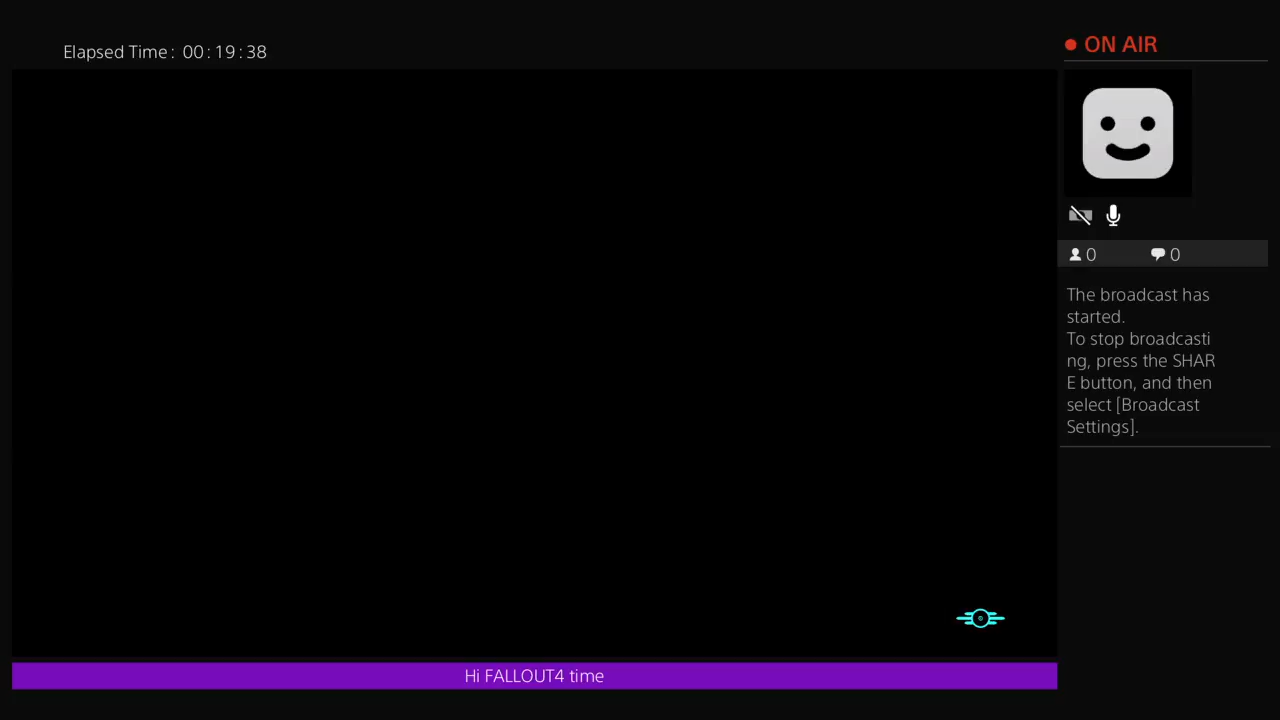 Elapsed Time: 00:19:38
ON AIR
0 0
The broadcast has
started.
To stop broadcasti
ng, press the SHAR
E button, and then
select [Broadcast
Settings].
Hi FALLOUT4 time